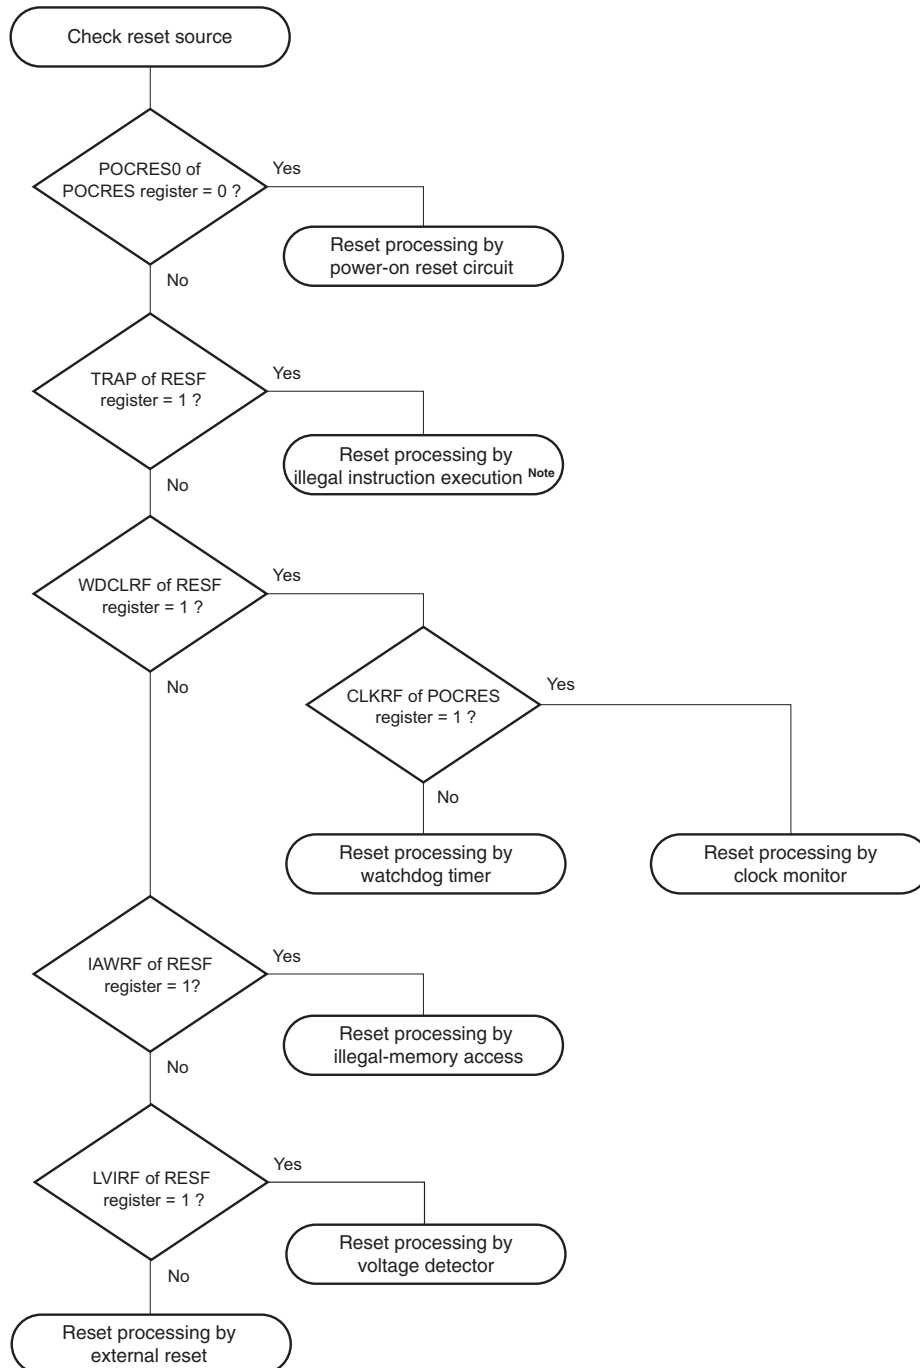 Check reset source
POCRES0 of
POCRES register = 0 ?
Yes
Reset processing by
power-on reset circuit
No
TRAP of RESF
register = 1 ?
Yes
Reset processing by
illegal instruction execution Note
No
WDCLRF of RESF
register = 1 ?
Yes
No
CLKRF of POCRES
register = 1 ?
Yes
No
Reset processing by
watchdog timer
Reset processing by
clock monitor
IAWRF of RESF
register = 1?
Yes
Reset processing by
illegal-memory access
No
LVIRF of RESF
register = 1 ?
Yes
Reset processing by
voltage detector
No
Reset processing by
external reset